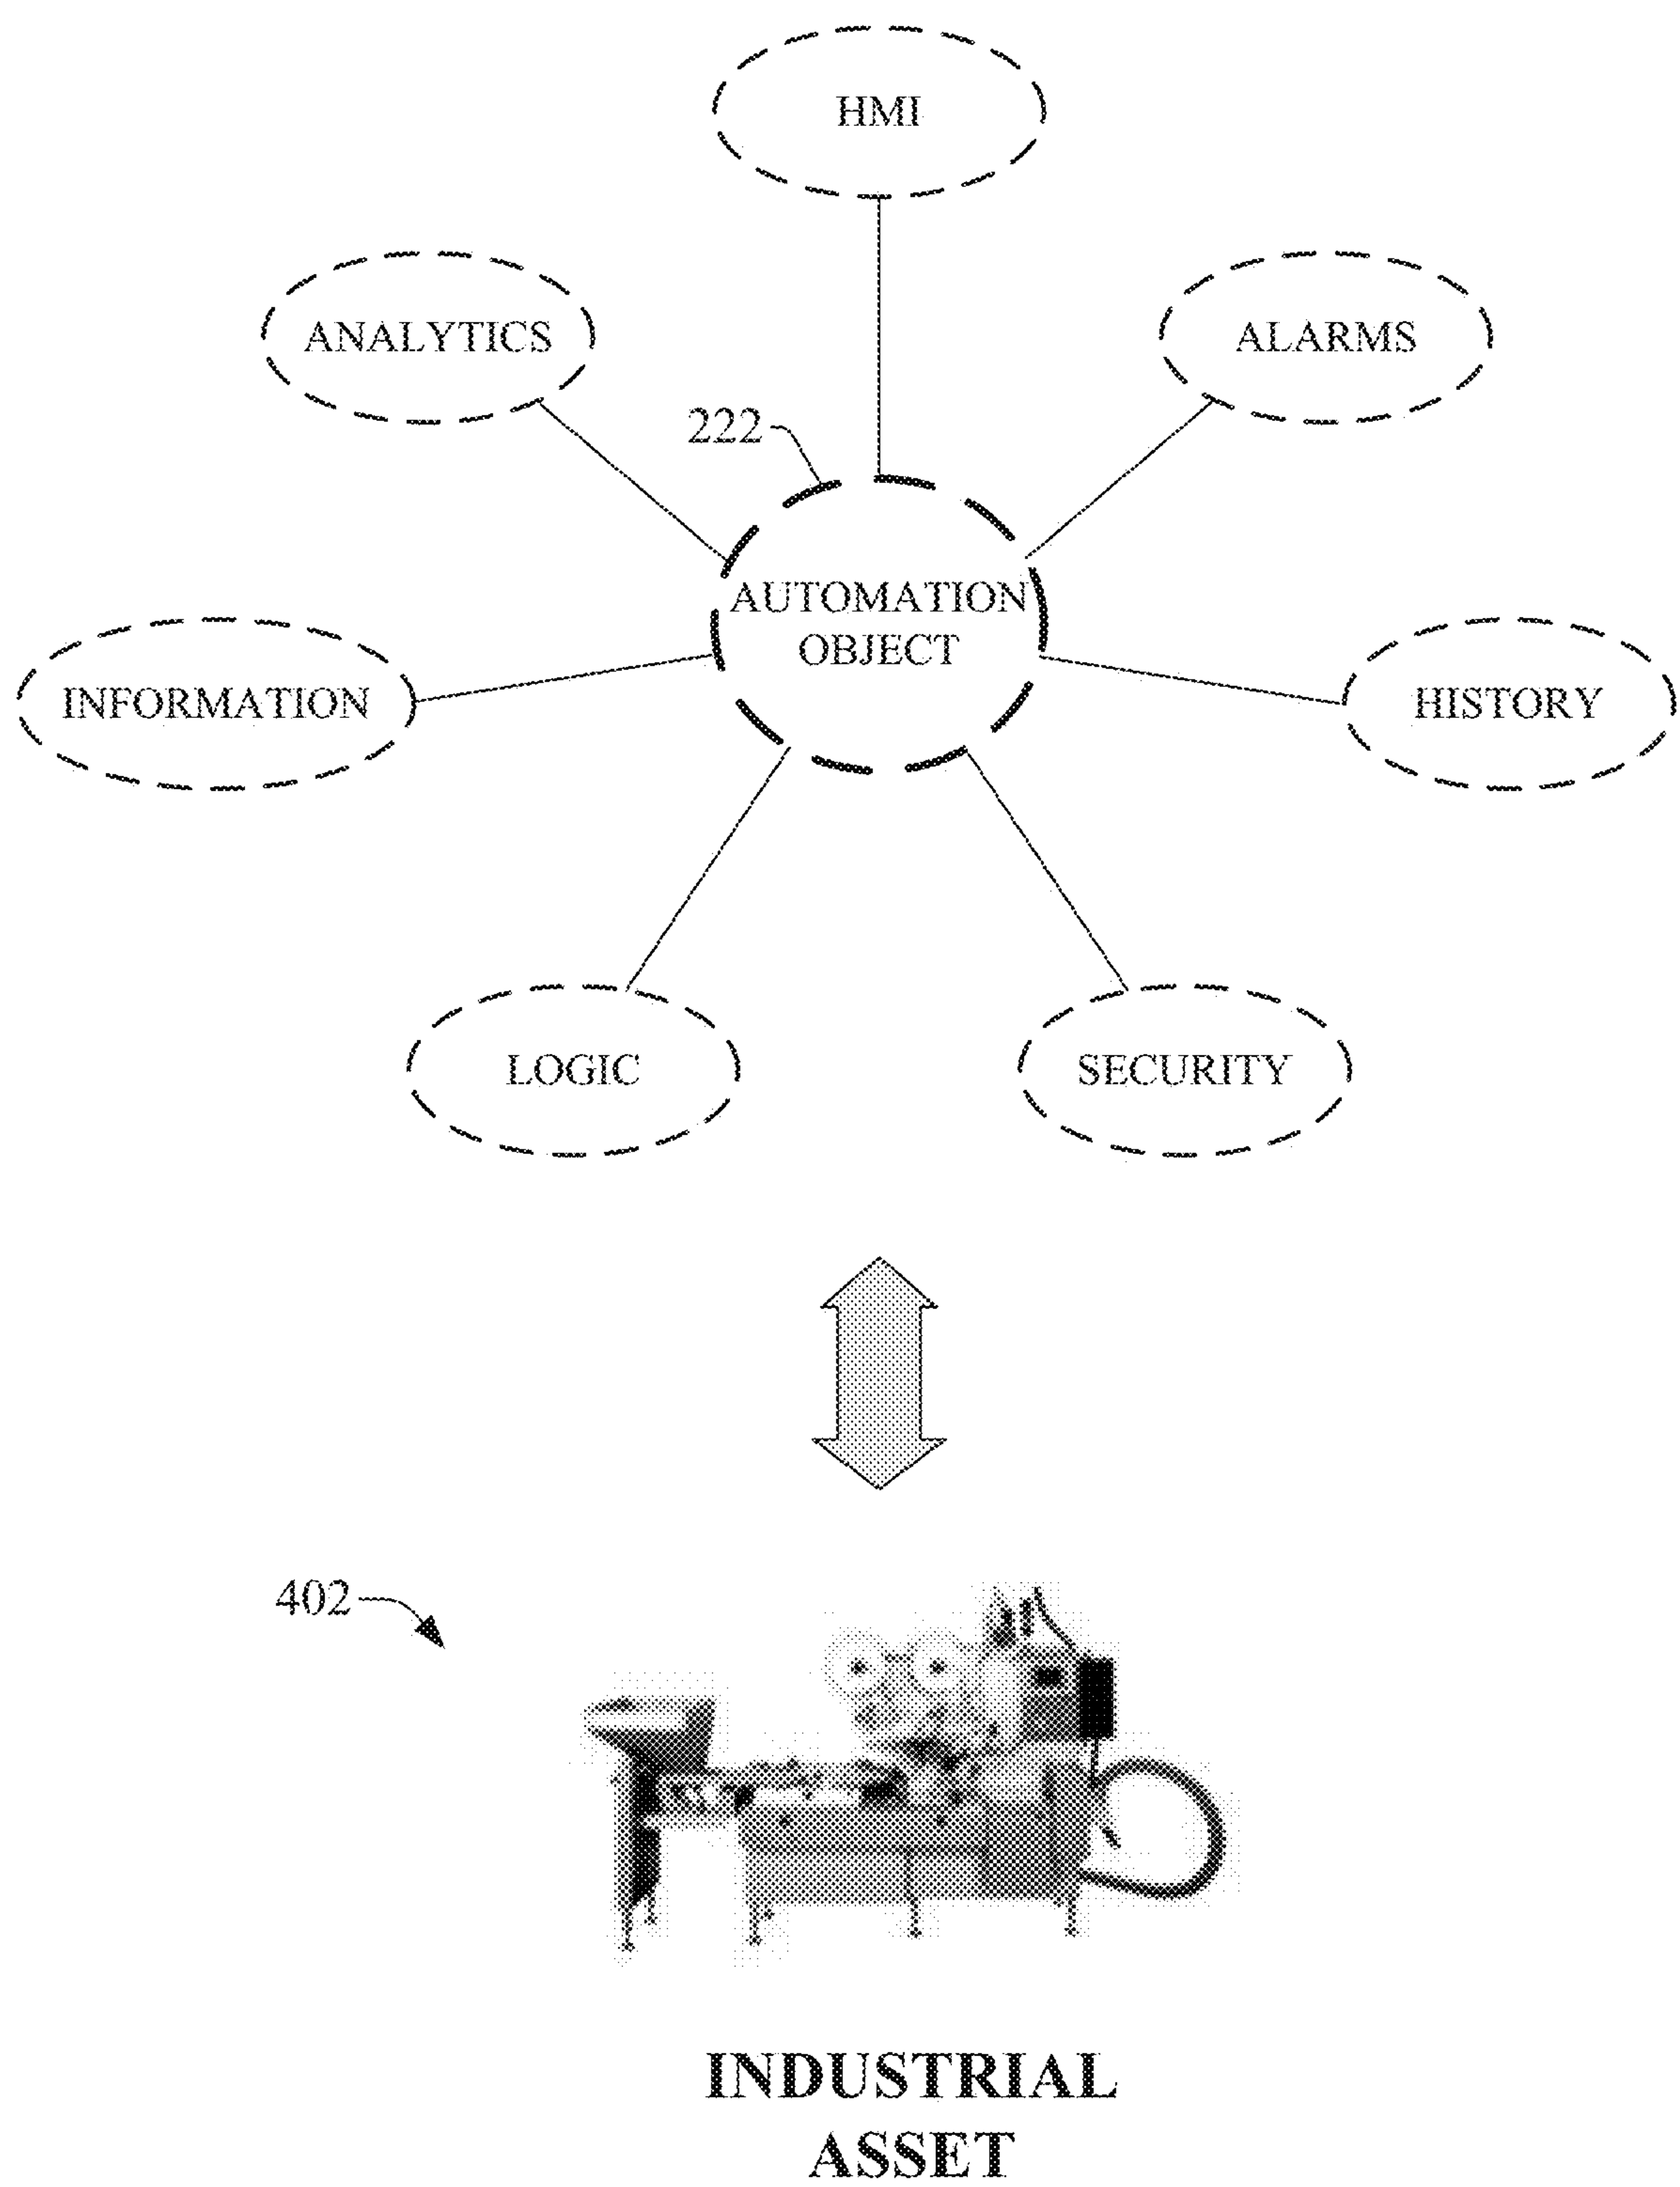 HMI
ANALYTICS
ALARMS
222
AUTOMATION
OBJECT
INFORMATION
HISTORY
LOGIC
SECURITY
402
INDUSTRIAL
ASSET